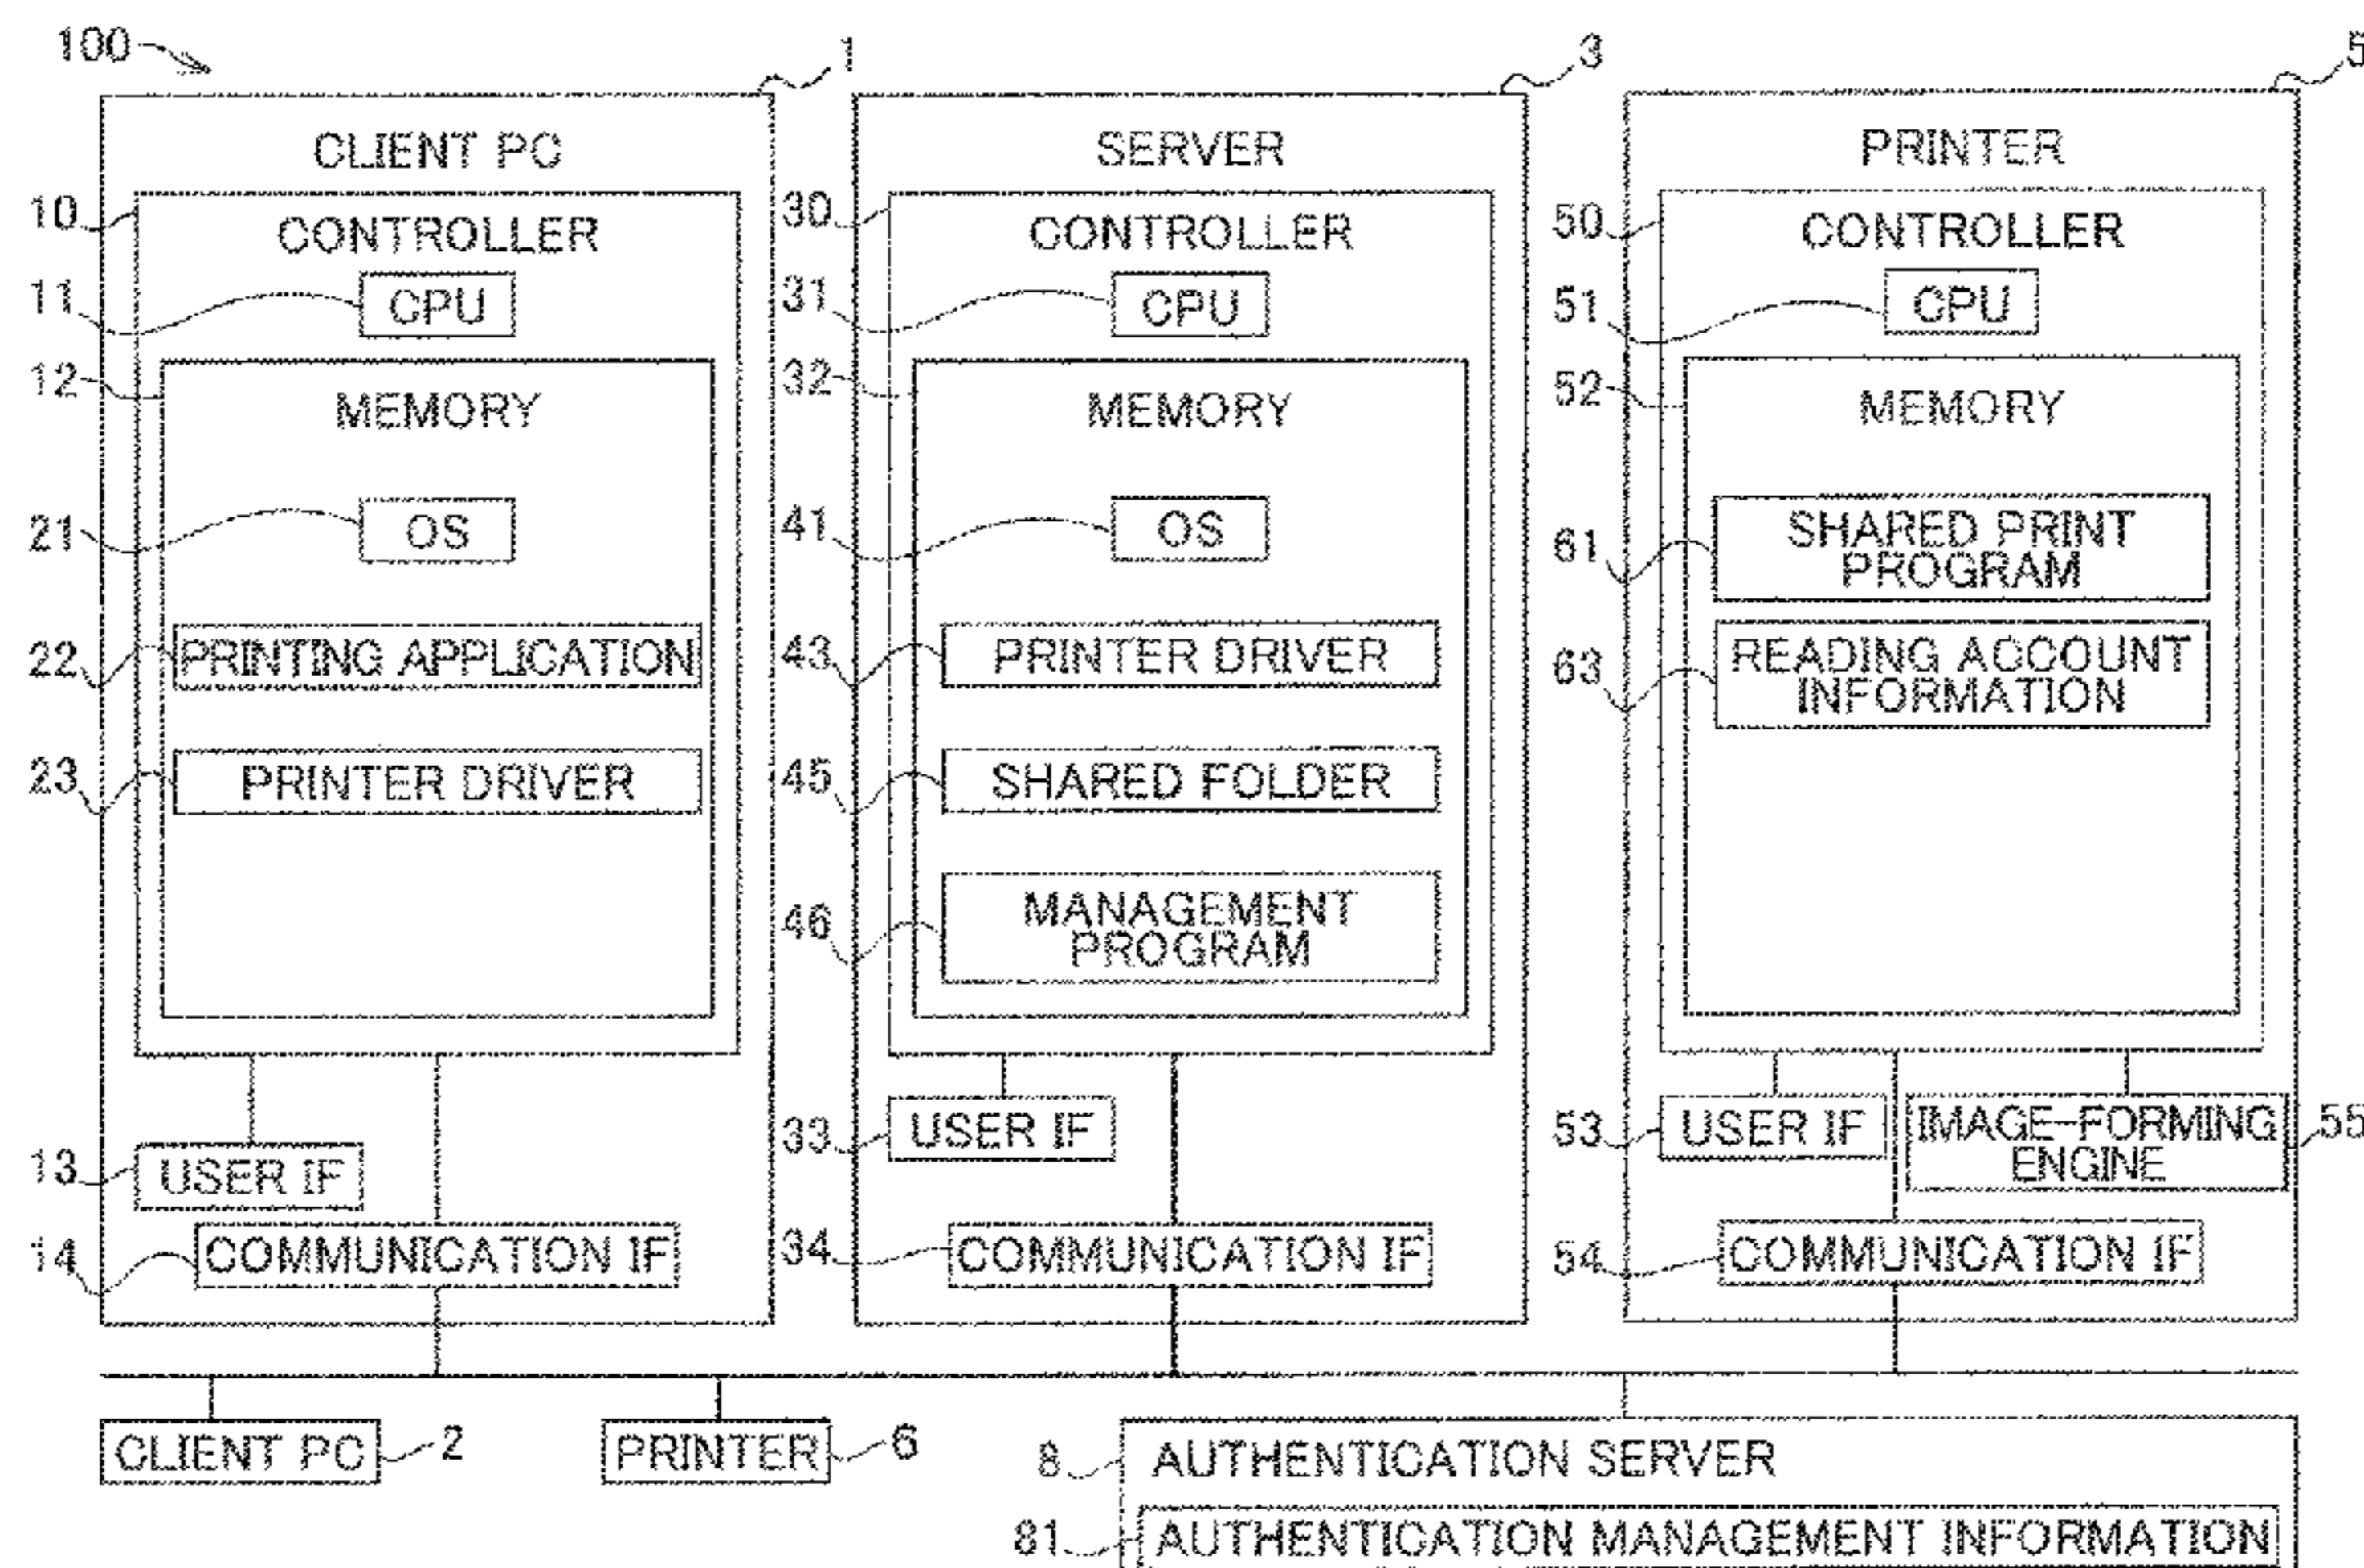 100
1
CLIENT PC
10
CONTROLLER
11
CPU
12
MEMORY
21
OS
22
PRINTING APPLICATION
23
PRINTER DRIVER
13
USER IF
14
COMMUNICATION IF
3
SERVER
30
CONTROLLER
31
CPU
32
MEMORY
41
OS
43
PRINTER DRIVER
45
SHARED FOLDER
46
MANAGEMENT
PROGRAM
33
USER IF
34
COMMUNICATION IF
5
PRINTER
50
CONTROLLER
51
CPU
52
MEMORY
61
SHARED PRINT
PROGRAM
63
READING ACCOUNT
INFORMATION
53
USER IF
IMAGE-FORMING
ENGINE
55
54
COMMUNICATION IF
CLIENT PC
2
PRINTER
6
8
AUTHENTICATION SERVER
81
AUTHENTICATION MANAGEMENT INFORMATION